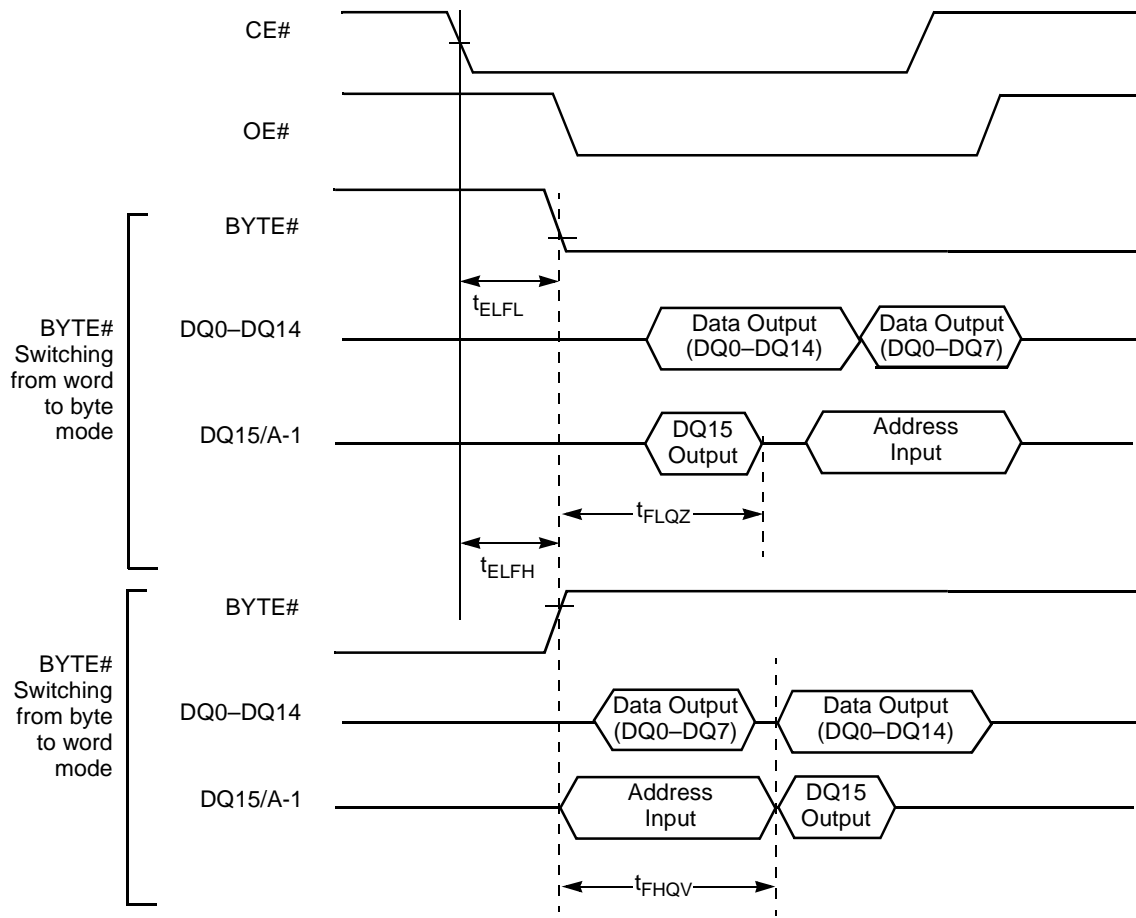 CE#
OE#
BYTE#
tELFL
BYTE#
Switching
from word
to byte
mode
DQ0–DQ14
Data Output
(DQ0–DQ14)
Data Output
(DQ0–DQ7)
DQ15/A-1
DQ15
Output
Address
Input
tFLQZ
tELFH
BYTE#
BYTE#
Switching
from byte
to word
mode
DQ0–DQ14
Data Output
(DQ0–DQ7)
Data Output
(DQ0–DQ14)
DQ15/A-1
Address
Input
DQ15
Output
tFHQV